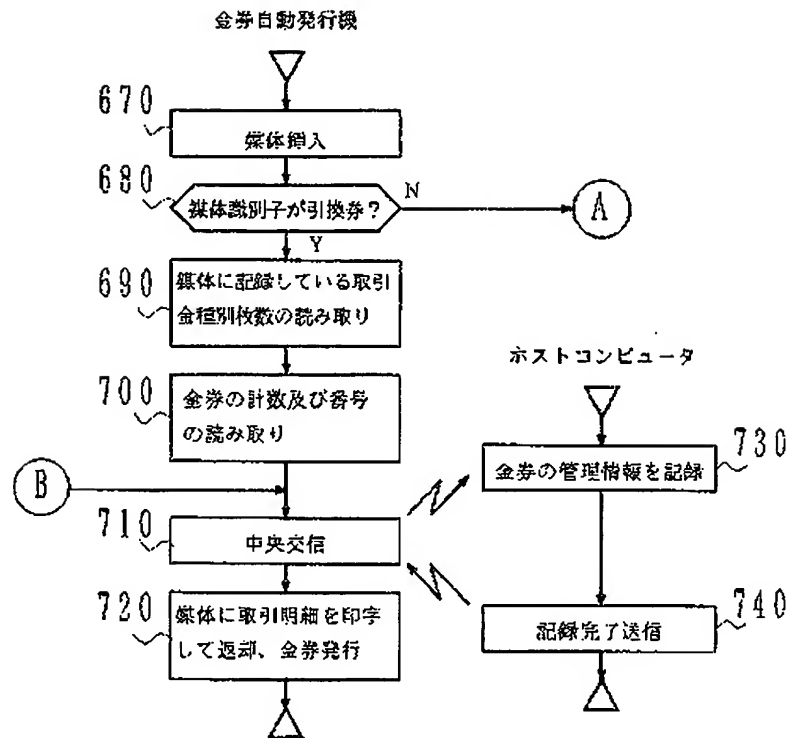 金券自動発行機
670
媒体挿入
680
媒体識別子が引換券?
N
A
Y
690
媒体に記録している取引
金種別枚数の読み取り
ホストコンピュータ
700
金券の計数及び番号
の読み取り
730
金券の管理情報を記録
B
710
中央交信
720
媒体に取引明細を印字
して返却、金券発行
740
記録完了送信